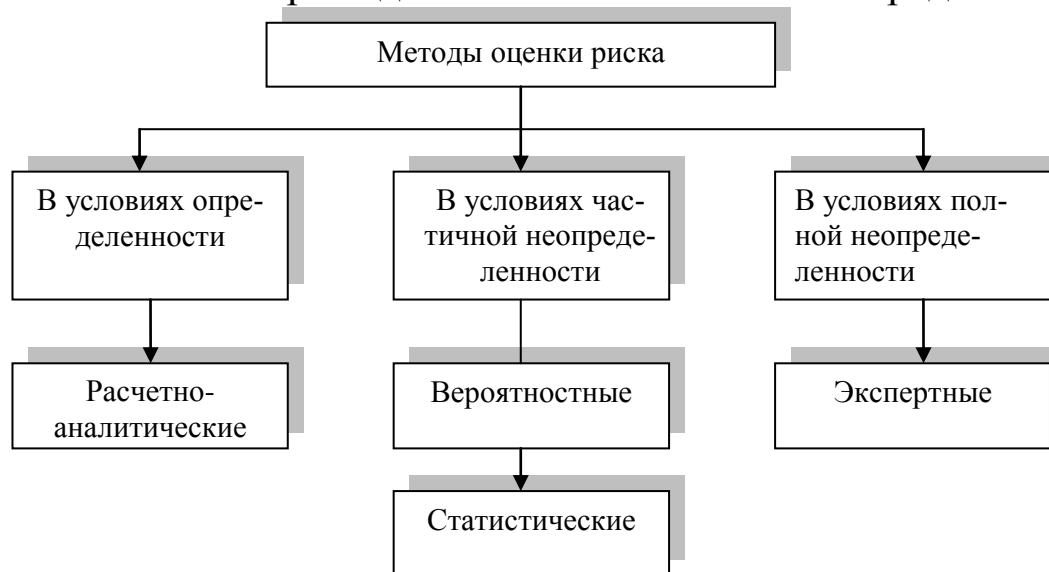 Методы оценки риска
В условиях опре-
деленности
В условиях час-
тичной неопреде-
ленности
В условиях пол-
ной неопреде-
ленности
Расчетно-
аналитические
Вероятностные
Экспертные
Статистические